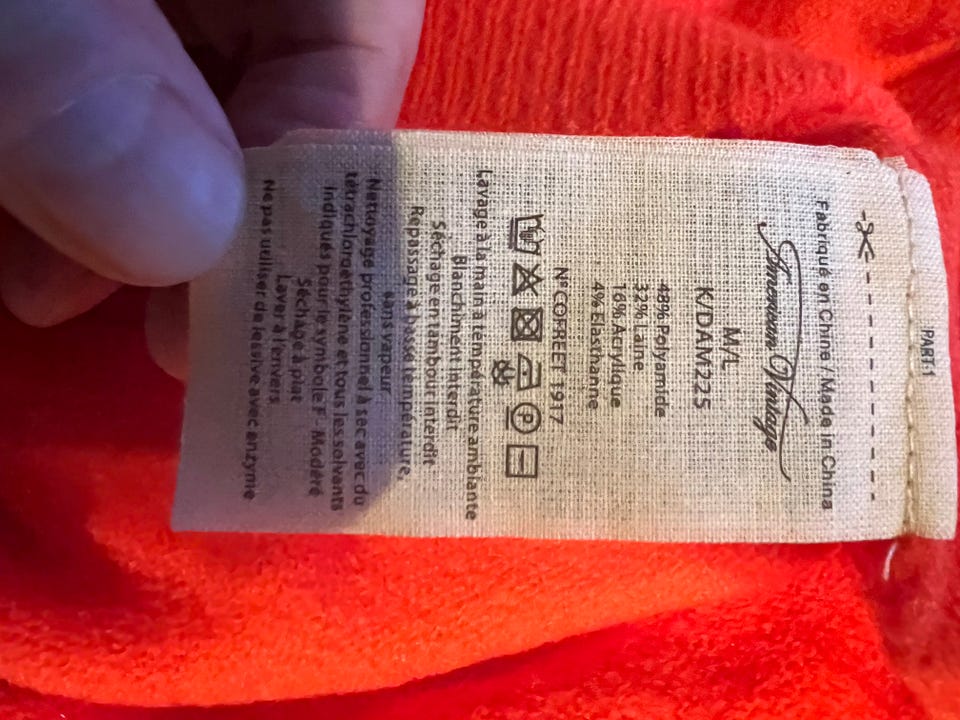 PART-1
Fabriqué en Chine / Made in China
American Vintage
M/L
K/DAM225
48% Polyamide
32% Laine
16% Acrylique
4% Elasthanne
N°COFREET 1917
Lavage à la main à température ambiante
Blanchiment interdit
Séchage en tambour interdit
Repassage à basse température,
sans vapeur
Nettoyage professionnel à sec avec du
tétrachloroéthylène et tous les solvants
indiqués pour le symbole F - Modéré
Séchage à plat
Laver à l'envers
Ne pas utiliser de lessive avec enzyme